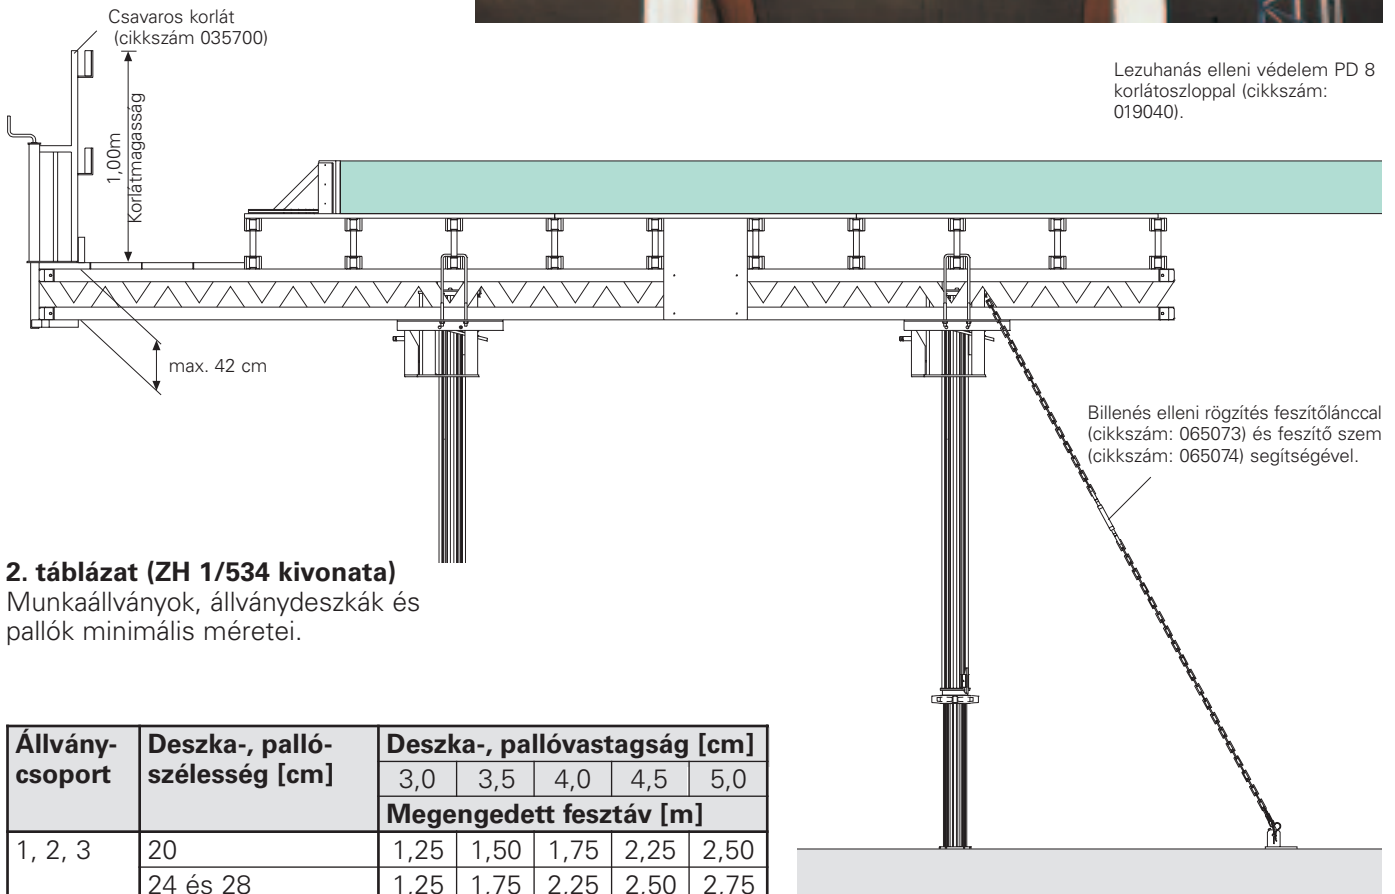 Csavaros korlát
(cikkszám 035700)
Lezuhanás elleni védelem PD 8
korlátoszloppal (cikkszám:
019040).
1,00m
Korlátmagasság
max. 42 cm
Billenés elleni rögzítés feszítőlánccal
(cikkszám: 065073) és feszítő szem
(cikkszám: 065074) segítségével.
2. táblázat (ZH 1/534 kivonata)
Munkaállványok, állványdeszkák és
pallók minimális méretei.
Állvány-
csoport
Deszka-, palló-
szélesség [cm]
Deszka-, pallóvastagság [cm]
3,0 3,5 4,0 4,5 5,0
Megengedett fesztáv [m]
1, 2, 3 20 1,25 1,50 1,75 2,25 2,50
24 és 28 1,25 1,75 2,25 2,50 2,75